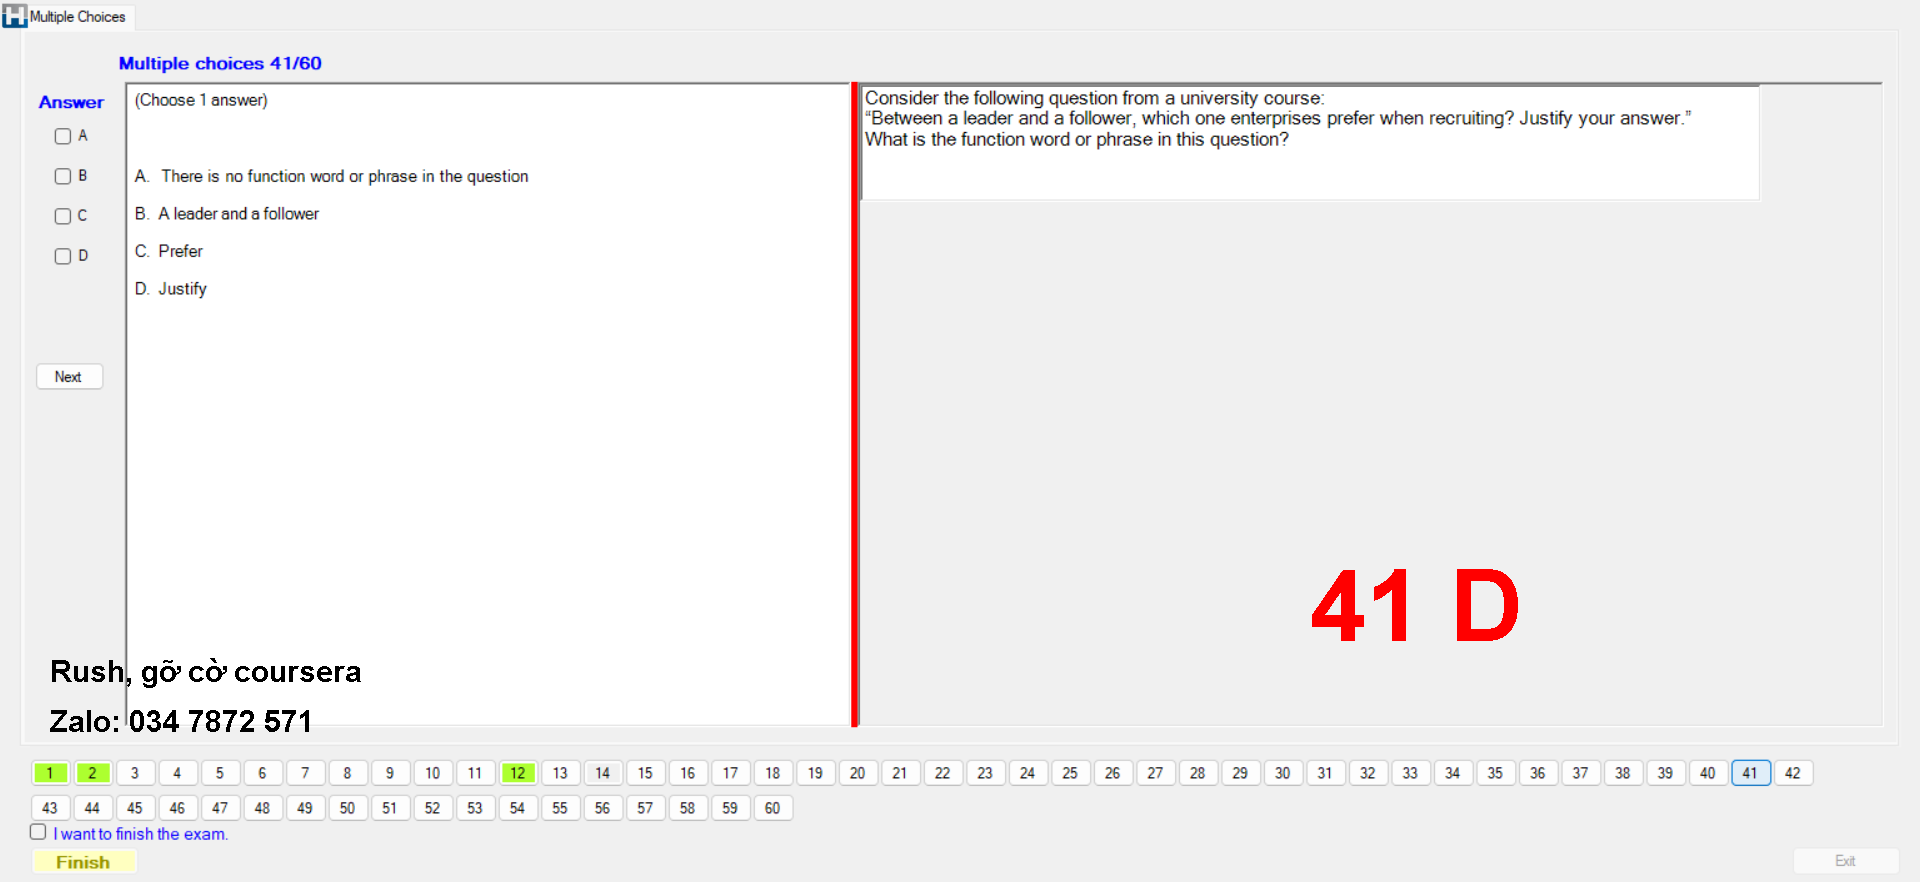 Multiple Choices
Multiple choices 41/60
Answer
A
B
C
D
Next
(Choose 1 answer)
A. There is no function word or phrase in the question
B. A leader and a follower
C. Prefer
D. Justify
Consider the following question from a university course:
“Between a leader and a follower, which one enterprises prefer when recruiting? Justify your answer.”
What is the function word or phrase in this question?
41 D
Rush, gỡ cờ coursera
Zalo: 034 7872 571
1 2 3 4 5 6 7 8 9 10 11 12 13 14 15 16 17 18 19 20 21 22 23 24 25 26 27 28 29 30 31 32 33 34 35 36 37 38 39 40 41 42
43 44 45 46 47 48 49 50 51 52 53 54 55 56 57 58 59 60
I want to finish the exam.
Finish
Exit